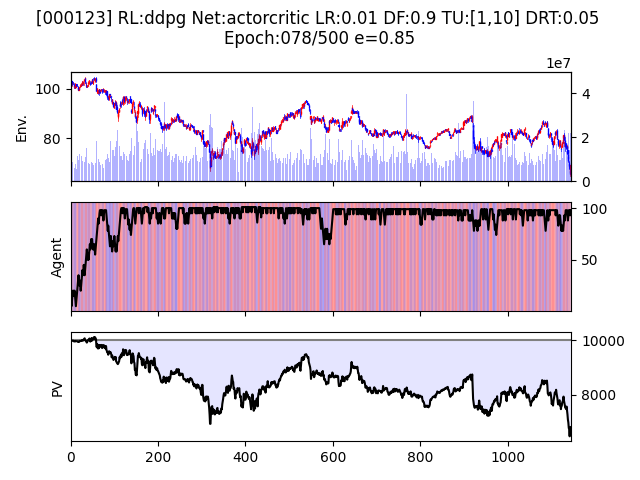 [000123] RL:ddpg Net:actorcritic LR:0.01 DF:0.9 TU:[1,10] DRT:0.05
Epoch:078/500 e=0.85
1e7
Env.
100
80
4
2
0
Agent
100
50
PV
10000
8000
0 200 400 600 800 1000